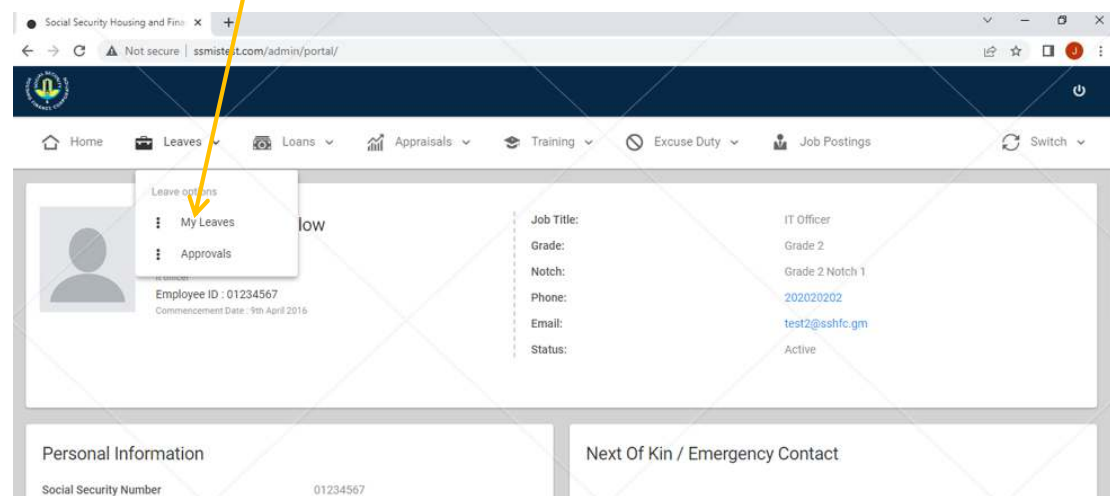 Social Security Housing and Fina
Not secure | ssmistest.com/admin/portal/
Home Leaves Loans Appraisals Training Excuse Duty Job Postings Switch
Leave options
My Leaves
Approvals
low
IT Officer
Employee ID : 01234567
Commencement Date : 9th April 2016
Job Title: IT Officer
Grade: Grade 2
Notch: Grade 2 Notch 1
Phone: 202020202
Email: test2@sshfc.gm
Status: Active
Personal Information
Next Of Kin / Emergency Contact
Social Security Number 01234567